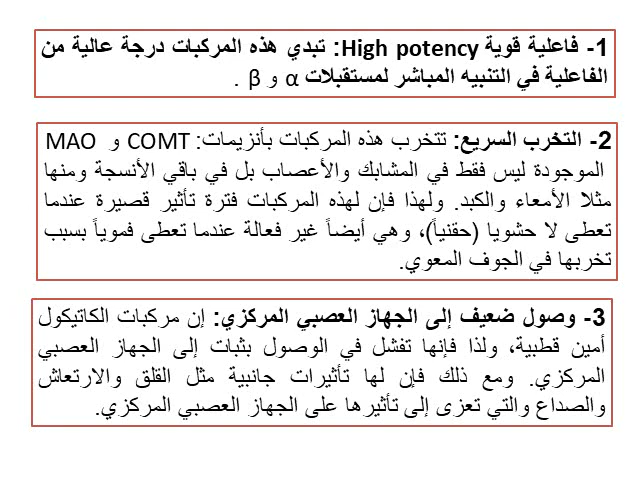 1- فاعلية قوية High potency: تبدي هذه المركبات درجة عالية من
الفاعلية في التنبيه المباشر لمستقبلات α و β .
2- التخرب السريع: تتخرب هذه المركبات بأنزيمات: COMT و MAO
الموجودة ليس فقط في المشابك والأعصاب بل في باقي الأنسجة ومنها
مثلا الأمعاء والكبد. ولهذا فإن لهذه المركبات فترة تأثير قصيرة عندما
تعطى لا حشويا (حقنياً)، وهي أيضاً غير فعالة عندما تعطى فموياً بسبب
تخربها في الجوف المعوي.
3- وصول ضعيف إلى الجهاز العصبي المركزي: إن مركبات الكاتيكول
أمين قطبية، ولذا فإنها تفشل في الوصول بثبات إلى الجهاز العصبي
المركزي. ومع ذلك فإن لها تأثيرات جانبية مثل القلق والارتعاش
والصداع والتي تعزى إلى تأثيرها على الجهاز العصبي المركزي.